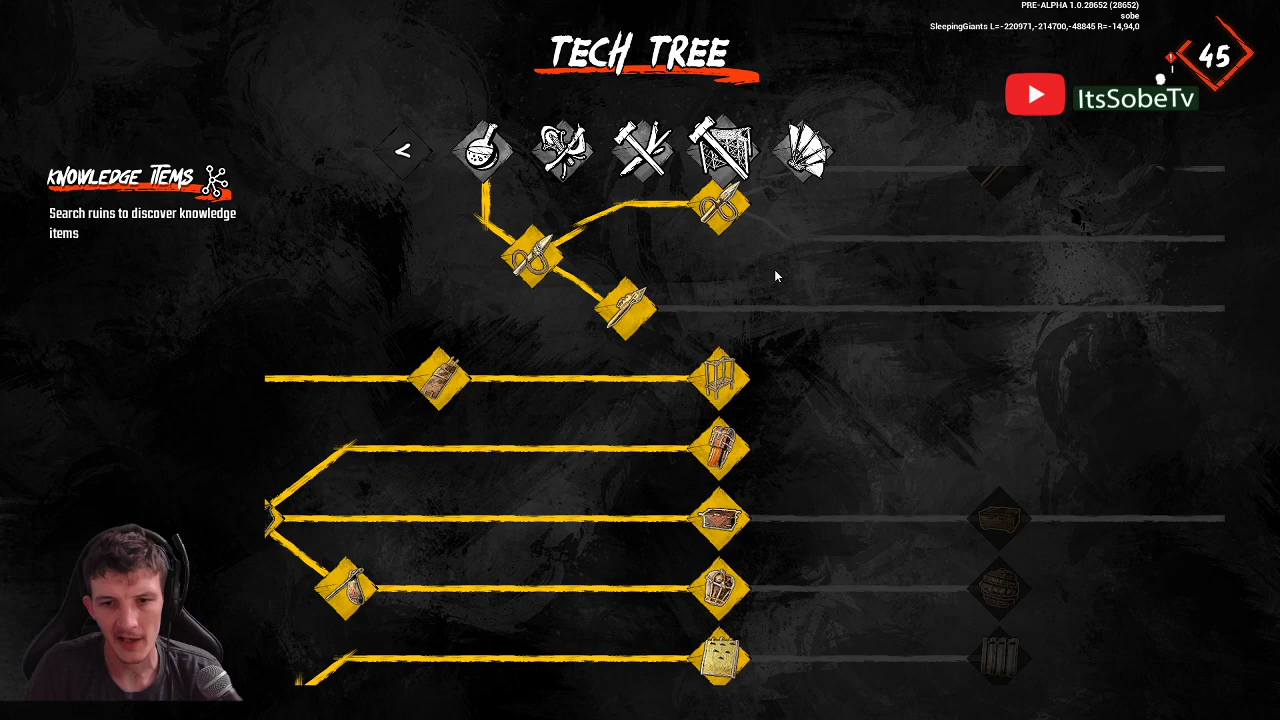 PRE-ALPHA 1.0.28652 (28652)
sobe
SleepingGiants L=-220971,-214700,-48845 R=-14,94,0
TECH TREE
45
ItsSobeTv
<
KNOWLEDGE ITEMS
Search ruins to discover knowledge
items